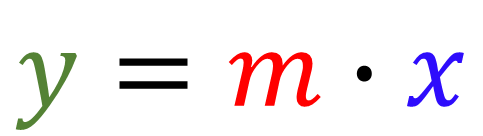 y = m · x